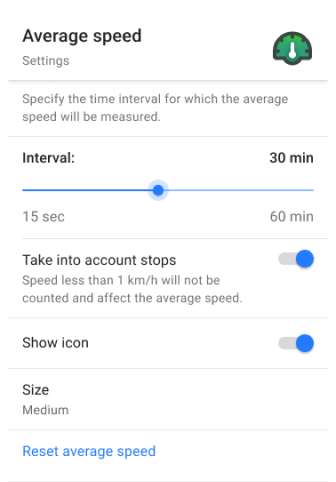 Average speed
Settings
Specify the time interval for which the average
speed will be measured.
Interval: 30 min
15 sec 60 min
Take into account stops
Speed less than 1 km/h will not be
counted and affect the average speed.
Show icon
Size
Medium
Reset average speed